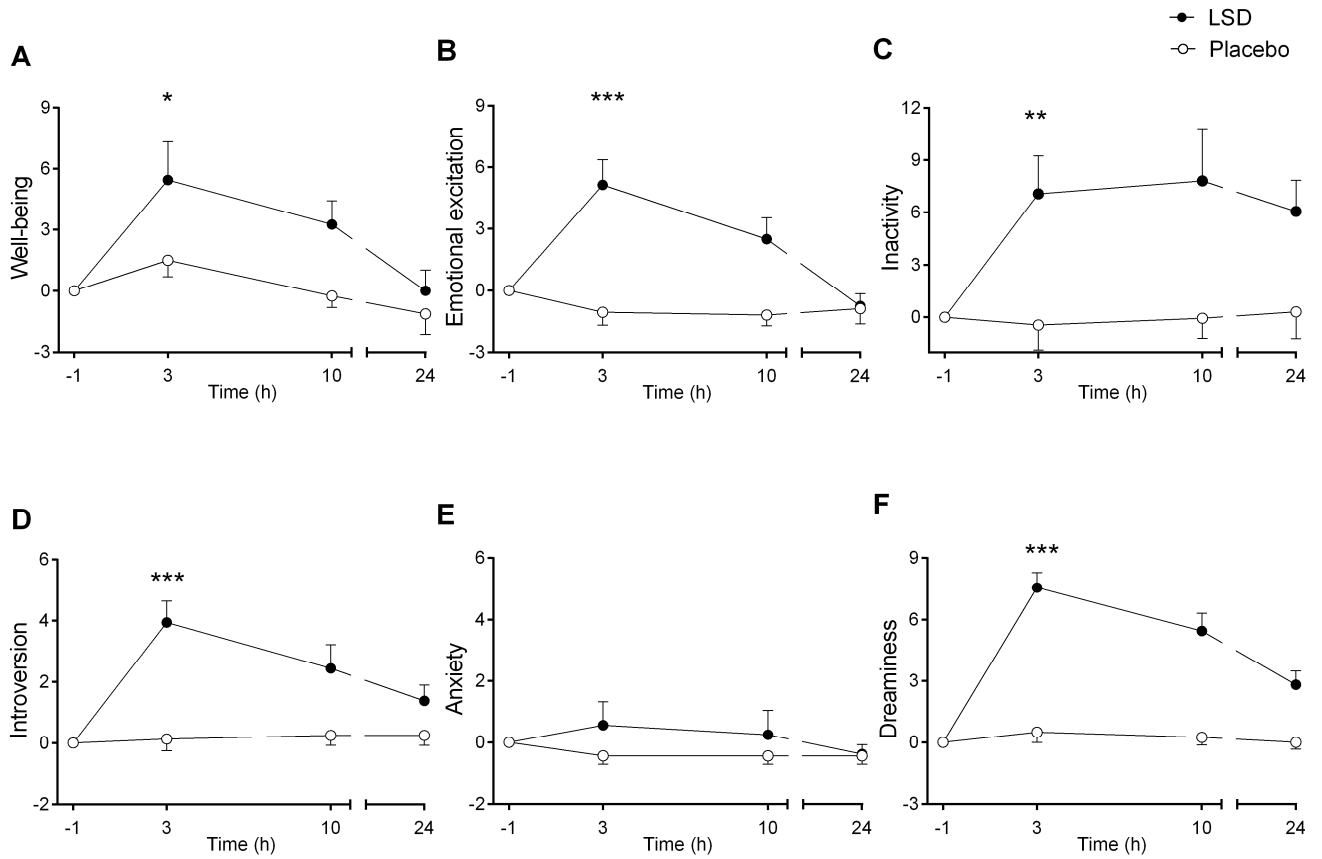 LSD
Placebo
A
*
9
6
3
0
-3
Well-being
-1 3 10 24
Time (h)
B
***
9
6
3
0
-3
Emotional excitation
-1 3 10 24
Time (h)
C
**
12
9
6
3
0
Inactivity
-1 3 10 24
Time (h)
D
***
6
4
2
0
-2
Introversion
-1 3 10 24
Time (h)
E
6
4
2
0
-2
Anxiety
-1 3 10 24
Time (h)
F
***
9
6
3
0
-3
Dreaminess
-1 3 10 24
Time (h)